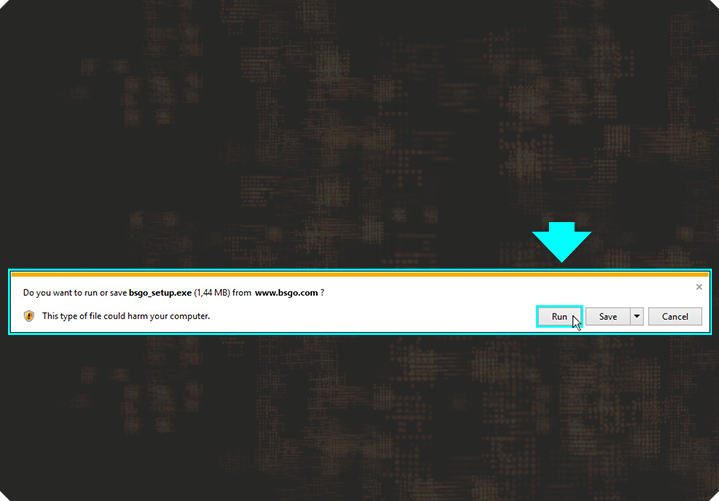 Do you want to run or save bsgo_setup.exe (1,44 MB) from www.bsgo.com ?
This type of file could harm your computer.
Run
Save
Cancel